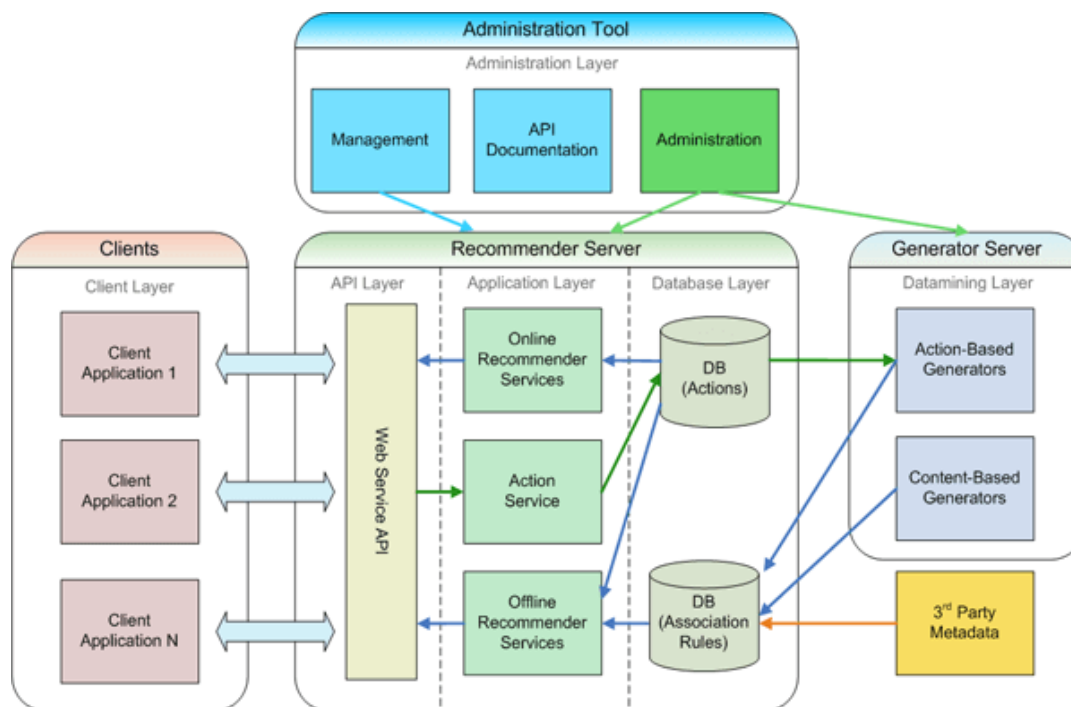 Administration Tool
Administration Layer
Management
API
Documentation
Administration
Clients
Client Layer
Client
Application 1
Client
Application 2
Client
Application N
Recommender Server
API Layer
Application Layer
Database Layer
Web Service API
Online
Recommender
Services
Action
Service
Offline
Recommender
Services
DB
(Actions)
DB
(Association
Rules)
Generator Server
Datamining Layer
Action-Based
Generators
Content-Based
Generators
3rd Party
Metadata